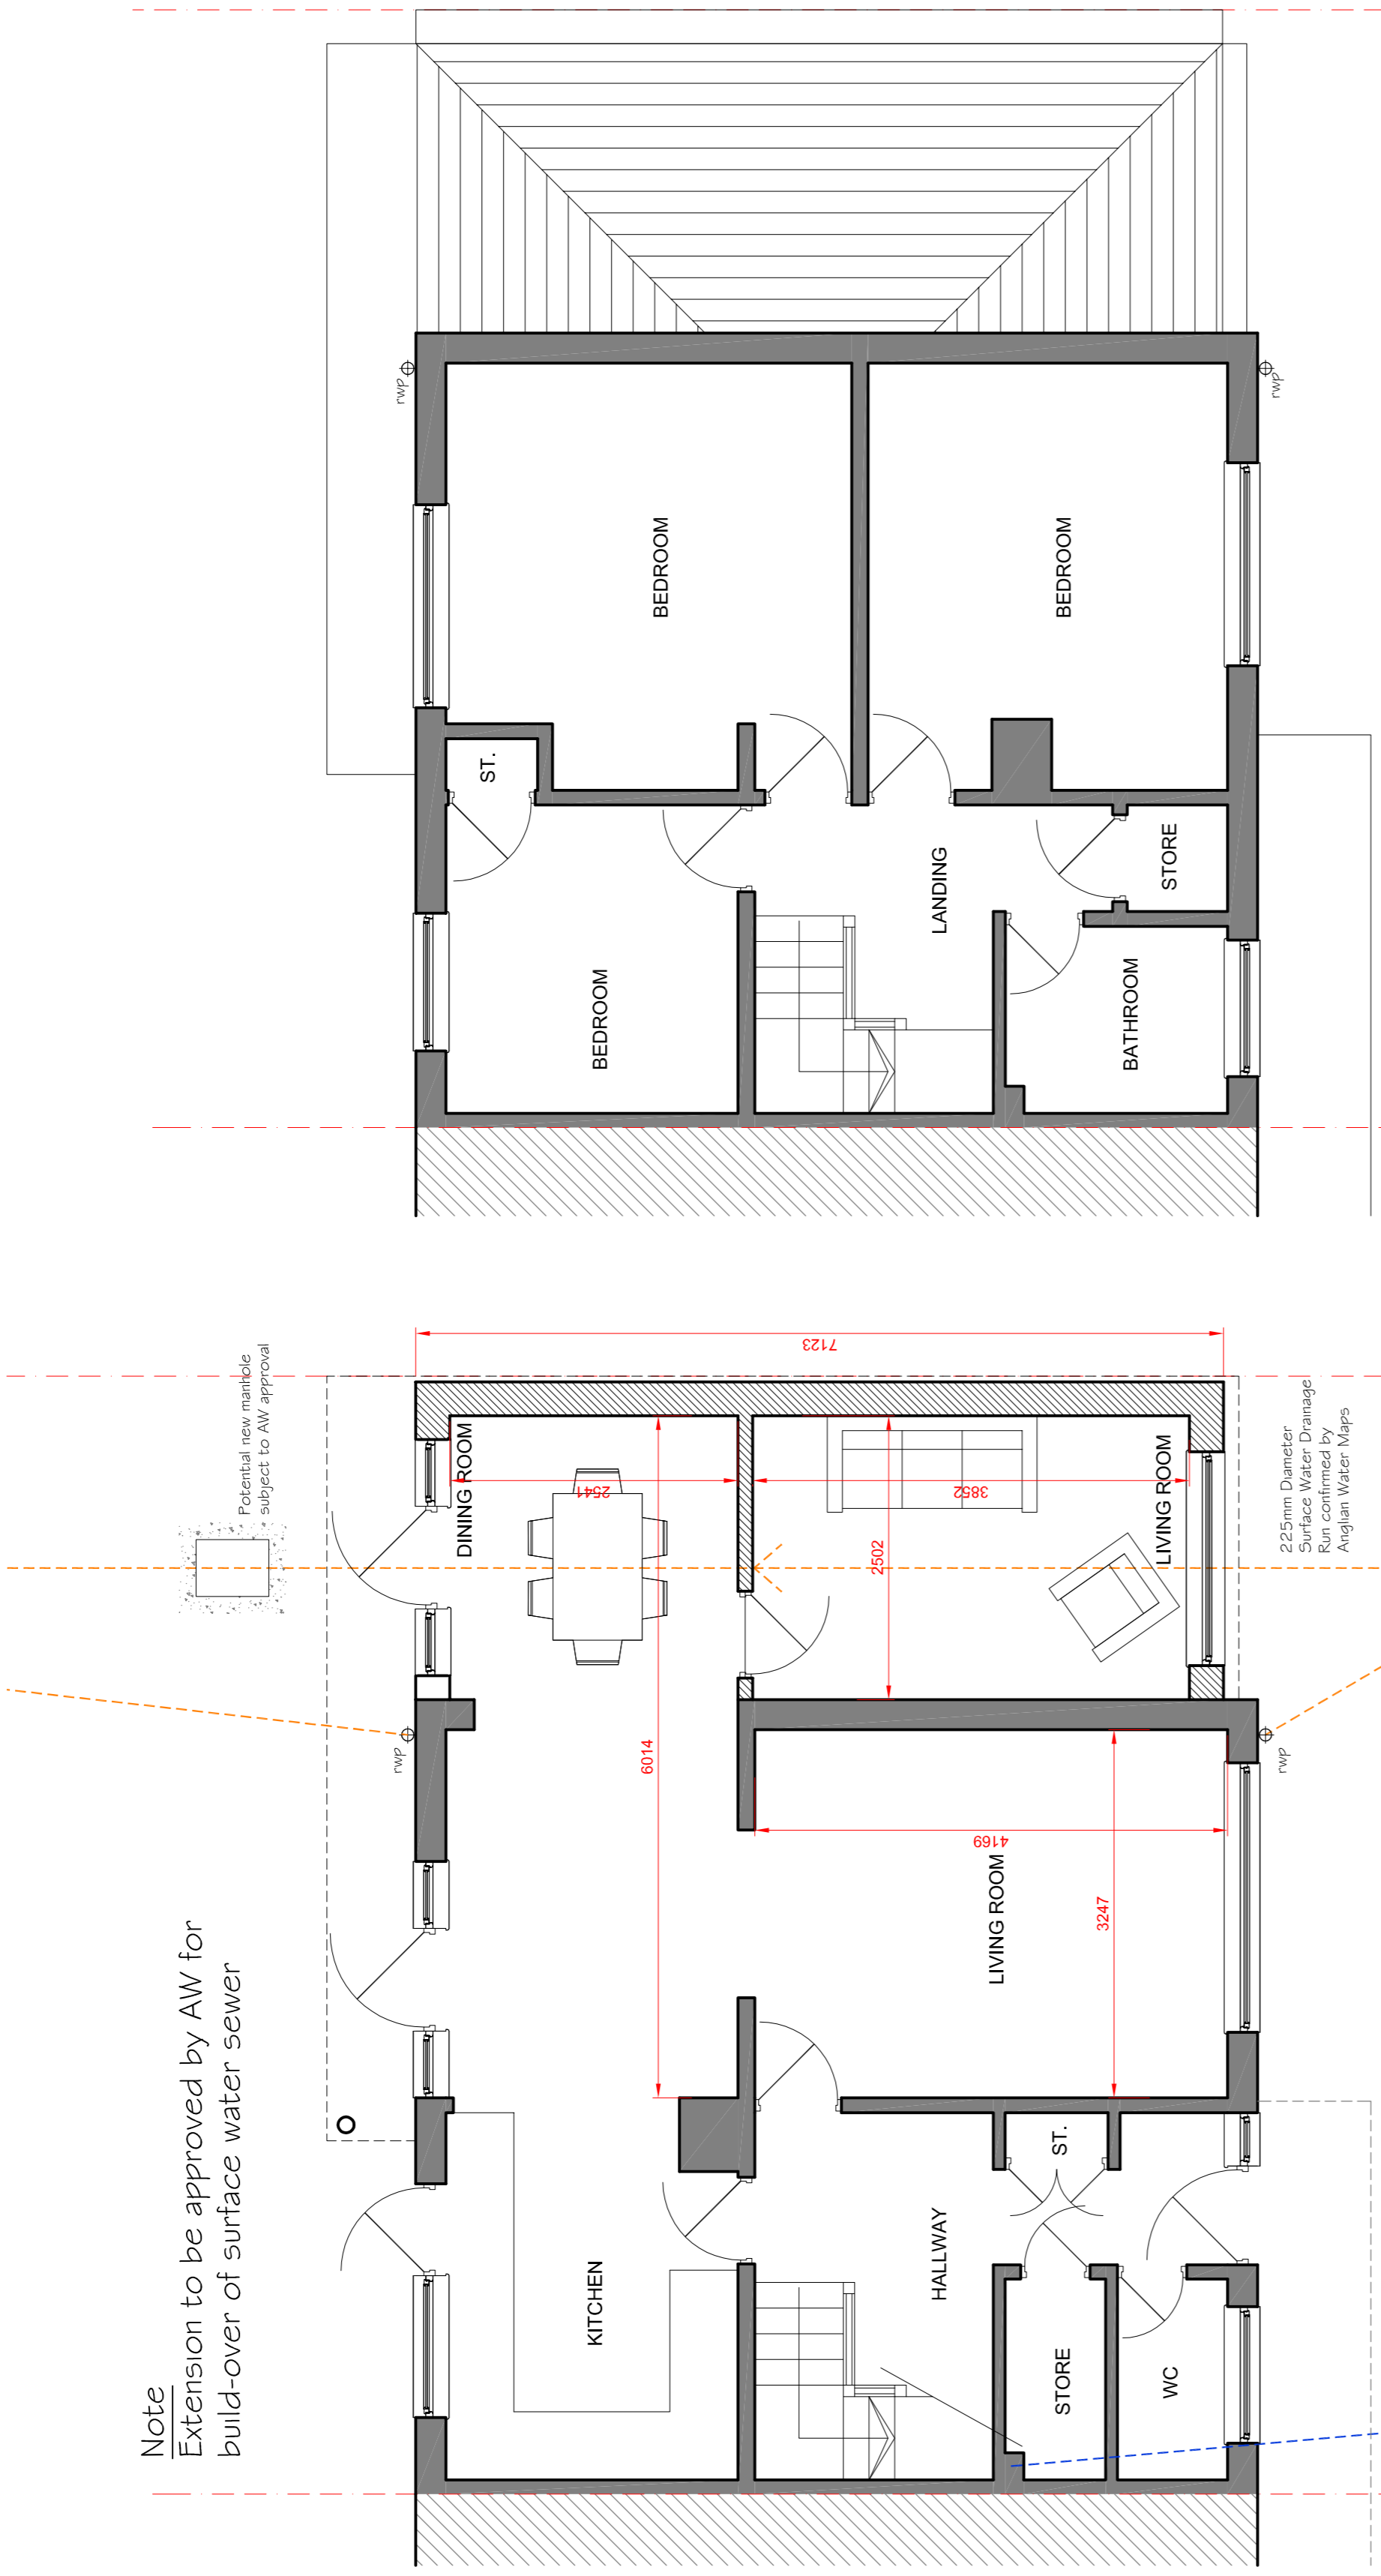 Note
Extension to be approved by AW for
build-over of surface water sewer
Potential new manhole
subject to AW approval
rwp
KITCHEN
DINING ROOM
2541
6014
7123
HALLWAY
LIVING ROOM
4169
3247
2502
3852
LIVING ROOM
STORE
ST.
WC
rwp
225mm Diameter
Surface Water Drainage
Run confirmed by
Anglian Water Maps
rwp
ST.
BEDROOM
BEDROOM
LANDING
BEDROOM
BATHROOM
STORE
rwp